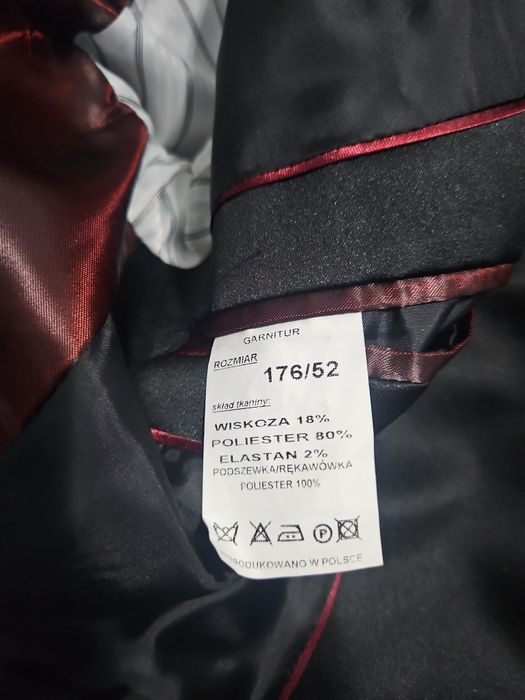 GARNITUR
ROZMIAR
176/52
skład tkaniny:
WISKOZA 18%
POLIESTER 80%
ELASTAN 2%
PODSZEWKA/RĘKAWÓWKA
POLIESTER 100%
P
WYPRODUKOWANO W POLSCE